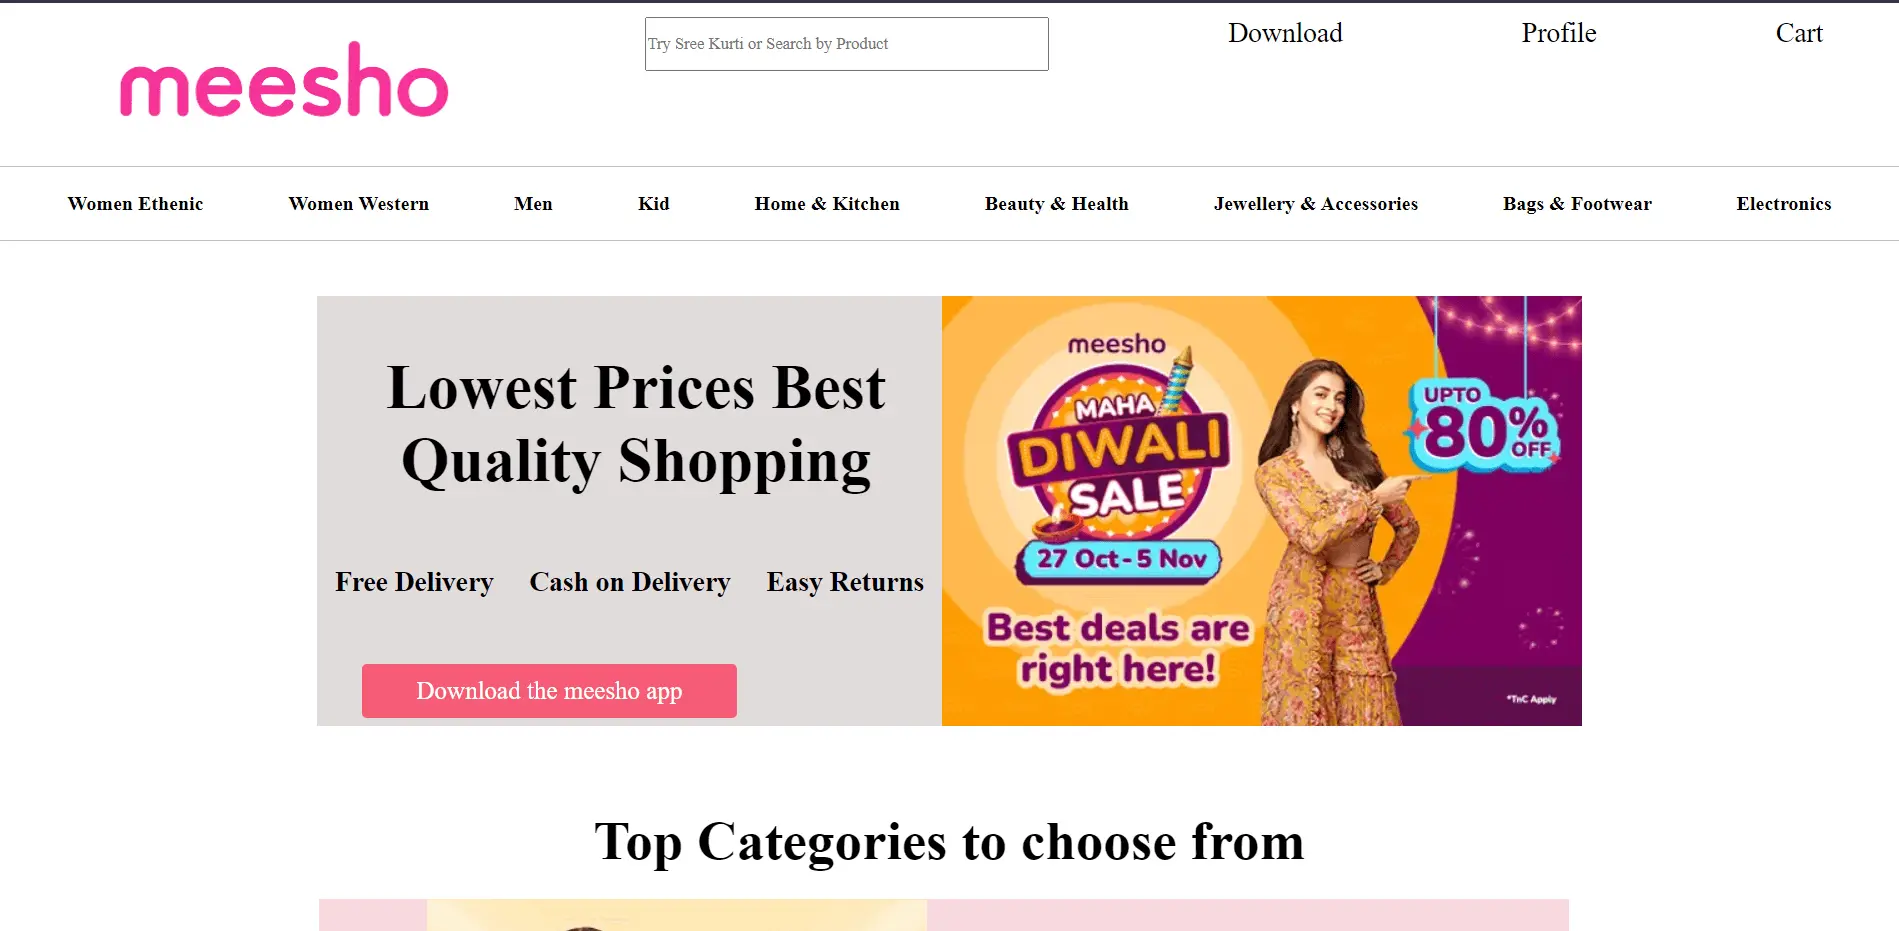 meesho
Try Sree Kurti or Search by Product
Download
Profile
Cart
Women Ethenic
Women Western
Men
Kid
Home & Kitchen
Beauty & Health
Jewellery & Accessories
Bags & Footwear
Electronics
Lowest Prices Best
Quality Shopping
Free Delivery
Cash on Delivery
Easy Returns
Download the meesho app
meesho
MAHA
DIWALI
SALE
27 Oct - 5 Nov
Best deals are
right here!
UPTO
80%
OFF
*TnC Apply
Top Categories to choose from